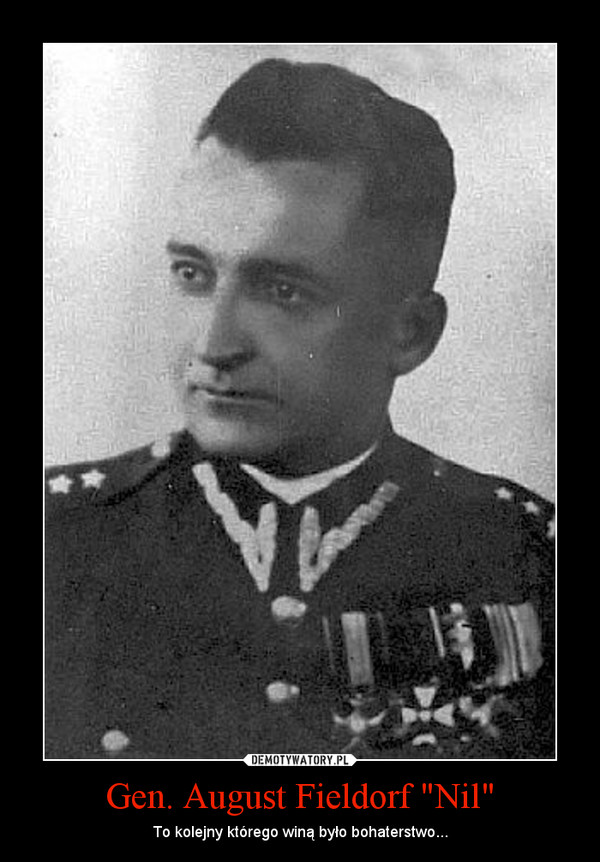 DEMOTYWATORY.PL
Gen. August Fieldorf "Nil"
To kolejny którego winą było bohaterstwo...